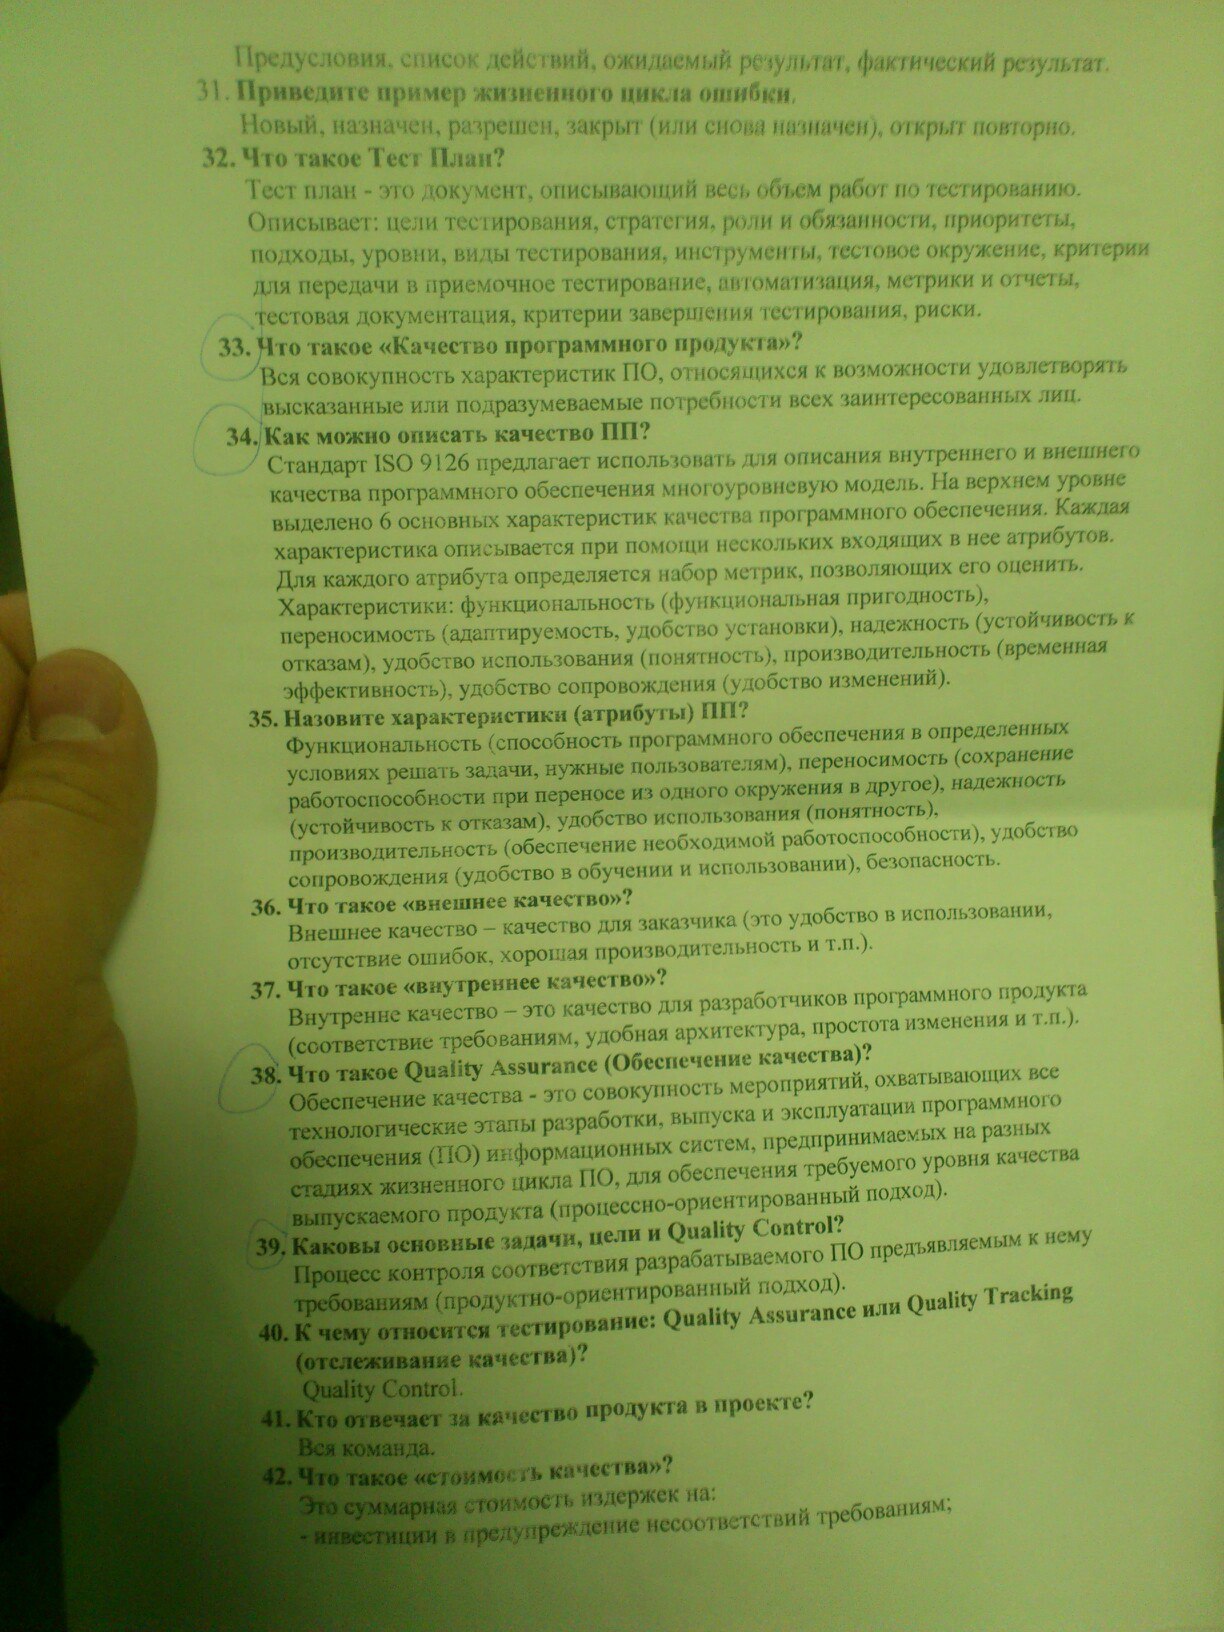 Предусловия, список действий, ожидаемый результат, фактический результат.
31. Приведите пример жизненного цикла ошибки.
Новый, назначен, разрешен, закрыт (или снова назначен), открыт повторно.
32. Что такое Тест План?
Тест план - это документ, описывающий весь объем работ по тестированию.
Описывает: цели тестирования, стратегия, роли и обязанности, приоритеты,
подходы, уровни, виды тестирования, инструменты, тестовое окружение, критерии
для передачи в приемочное тестирование, автоматизация, метрики и отчеты,
тестовая документация, критерии завершения тестирования, риски.
33. Что такое «Качество программного продукта»?
Вся совокупность характеристик ПО, относящихся к возможности удовлетворять
высказанные или подразумеваемые потребности всех заинтересованных лиц.
34. Как можно описать качество ПП?
Стандарт ISO 9126 предлагает использовать для описания внутреннего и внешнего
качества программного обеспечения многоуровневую модель. На верхнем уровне
выделено 6 основных характеристик качества программного обеспечения. Каждая
характеристика описывается при помощи нескольких входящих в нее атрибутов.
Для каждого атрибута определяется набор метрик, позволяющих его оценить.
Характеристики: функциональность (функциональная пригодность),
переносимость (адаптируемость, удобство установки), надежность (устойчивость к
отказам), удобство использования (понятность), производительность (временная
эффективность), удобство сопровождения (удобство изменений).
35. Назовите характеристики (атрибуты) ПП?
Функциональность (способность программного обеспечения в определенных
условиях решать задачи, нужные пользователям), переносимость (сохранение
работоспособности при переносе из одного окружения в другое), надежность
(устойчивость к отказам), удобство использования (понятность),
производительность (обеспечение необходимой работоспособности), удобство
сопровождения (удобство в обучении и использовании), безопасность.
36. Что такое «внешнее качество»?
Внешнее качество – качество для заказчика (это удобство в использовании,
отсутствие ошибок, хорошая производительность и т.п.).
37. Что такое «внутреннее качество»?
Внутренне качество – это качество для разработчиков программного продукта
(соответствие требованиям, удобная архитектура, простота изменения и т.п.).
38. Что такое Quality Assurance (Обеспечение качества)?
Обеспечение качества - это совокупность мероприятий, охватывающих все
технологические этапы разработки, выпуска и эксплуатации программного
обеспечения (ПО) информационных систем, предпринимаемых на разных
стадиях жизненного цикла ПО, для обеспечения требуемого уровня качества
выпускаемого продукта (процессно-ориентированный подход).
39. Каковы основные задачи, цели и Quality Control?
Процесс контроля соответствия разрабатываемого ПО предъявляемым к нему
требованиям (продуктно-ориентированный подход).
40. К чему относится тестирование: Quality Assurance или Quality Tracking
(отслеживание качества)?
Quality Control.
41. Кто отвечает за качество продукта в проекте?
Вся команда.
42. Что такое «стоимость качества»?
Это суммарная стоимость издержек на:
- инвестиции в предупреждение несоответствий требованиям;